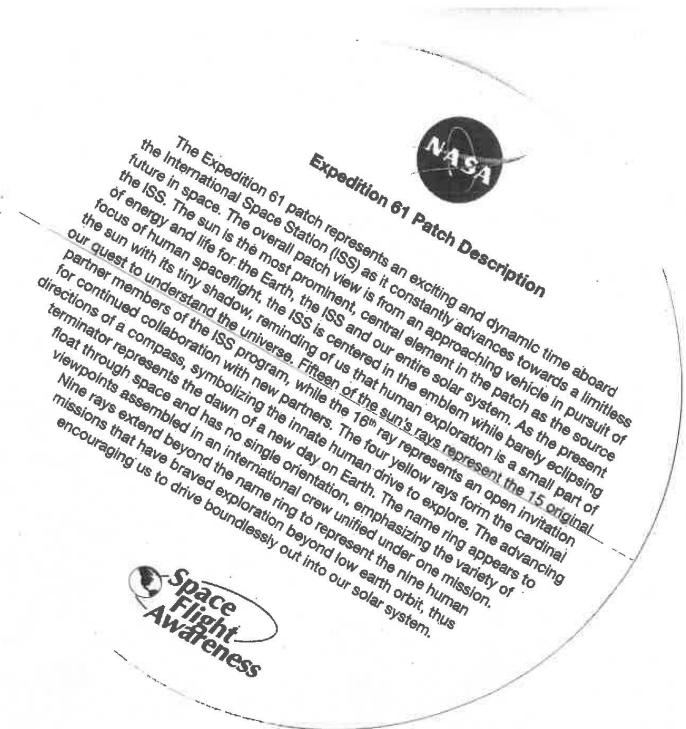 NASA
Expedition 61 Patch Description
The Expedition 61 patch represents an exciting and dynamic time aboard
the International Space Station (ISS) as it constantly advances towards a limitless
future in space. The overall patch view is from an approaching vehicle in pursuit of
the ISS. The sun is the most prominent, central element in the patch as the source
of energy and life for the Earth, the ISS and our entire solar system. As the present
focus of human spaceflight, the ISS is centered in the emblem while barely eclipsing
the sun with its tiny shadow, reminding of us that human exploration is a small part of
our quest to understand the universe. Fifteen of the sun's rays represent the 15 original
partner members of the ISS program, while the 16th ray represents an open invitation
for continued collaboration with new partners. The four yellow rays form the cardinal
directions of a compass, symbolizing the innate human drive to explore. The advancing
terminator represents the dawn of a new day on Earth. The name ring appears to
float through space and has no single orientation, emphasizing the variety of
viewpoints assembled in an international crew unified under one mission.
Nine rays extend beyond the name ring to represent the nine human
missions that have braved exploration beyond low earth orbit, thus
encouraging us to drive boundlessly out into our solar system.
Space
Flight
Awareness